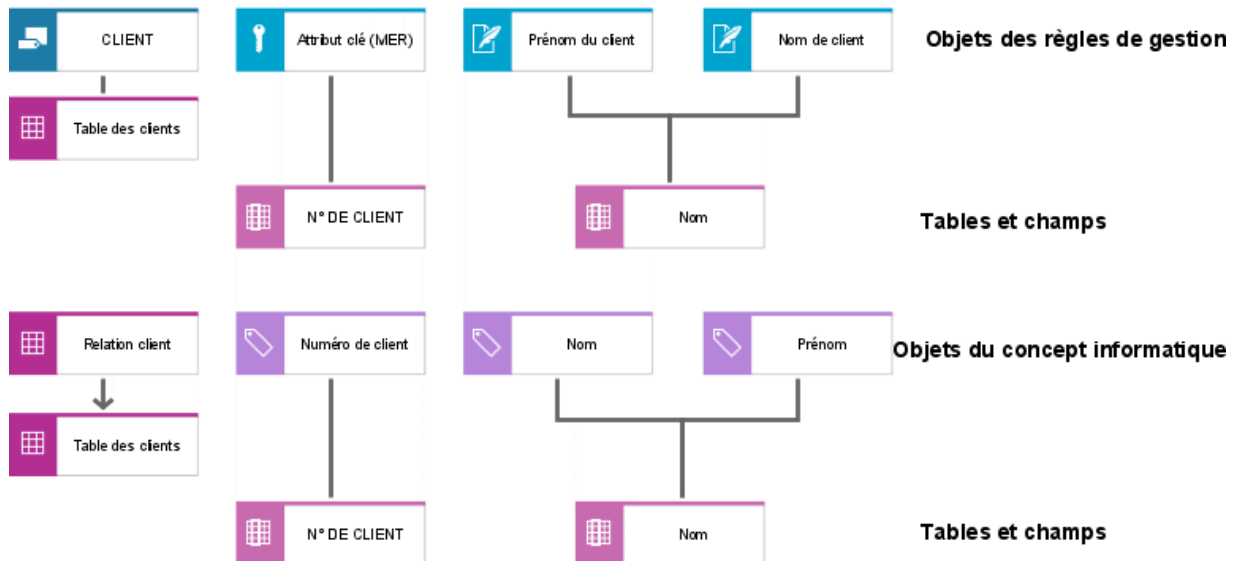 CLIENT
Attribut clé (MER)
Prénom du client
Nom de client
Objets des règles de gestion
Table des clients
N° DE CLIENT
Nom
Tables et champs
Relation client
Numéro de client
Nom
Prénom
Objets du concept informatique
Table des clients
N° DE CLIENT
Nom
Tables et champs